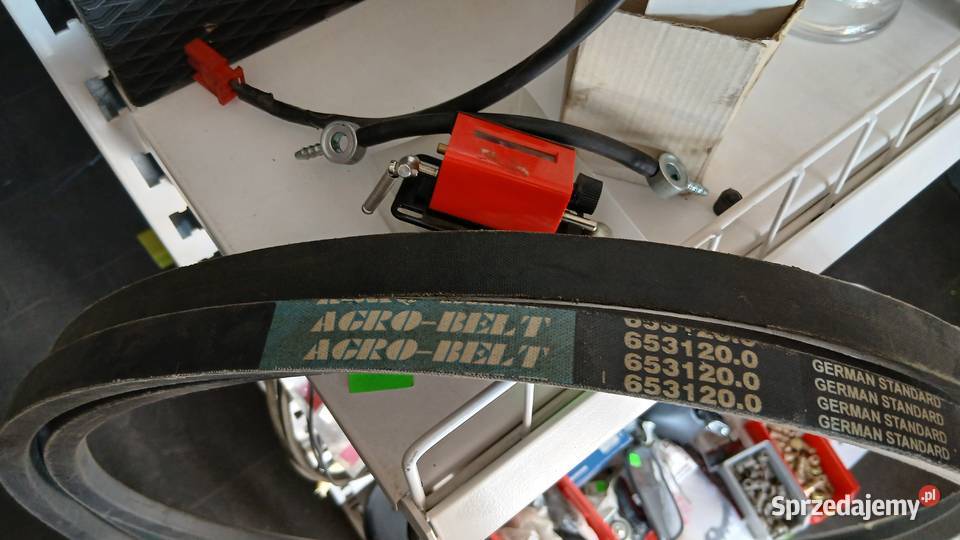 AGRO-BELT
AGRO-BELT
653120.0
653120.0
653120.0
GERMAN STANDARD
GERMAN STANDARD
GERMAN STANDARD
GERMAN STANDARD
Sprzedajemy.pl